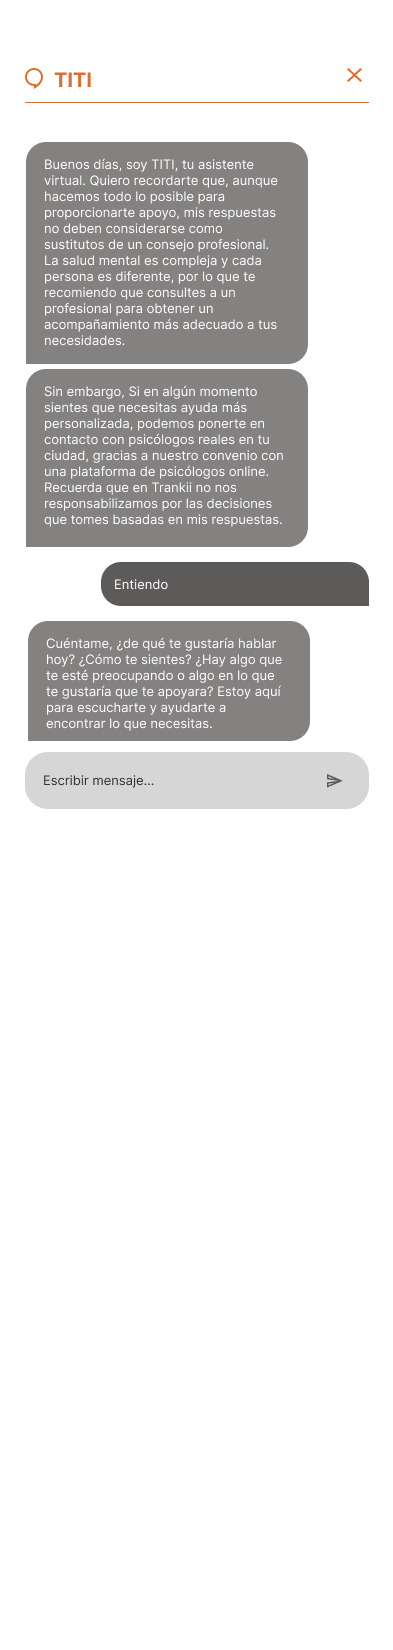 TITI
Buenos días, soy TITI, tu asistente
virtual. Quiero recordarte que, aunque
hacemos todo lo posible para
proporcionarte apoyo, mis respuestas
no deben considerarse como
sustitutos de un consejo profesional.
La salud mental es compleja y cada
persona es diferente, por lo que te
recomiendo que consultes a un
profesional para obtener un
acompañamiento más adecuado a tus
necesidades.
Sin embargo, Si en algún momento
sientes que necesitas ayuda más
personalizada, podemos ponerte en
contacto con psicólogos reales en tu
ciudad, gracias a nuestro convenio con
una plataforma de psicólogos online.
Recuerda que en Trankii no nos
responsabilizamos por las decisiones
que tomes basadas en mis respuestas.
Entiendo
Cuéntame, ¿de qué te gustaría hablar
hoy? ¿Cómo te sientes? ¿Hay algo que
te esté preocupando o algo en lo que
te gustaría que te apoyara? Estoy aquí
para escucharte y ayudarte a
encontrar lo que necesitas.
Escribir mensaje...